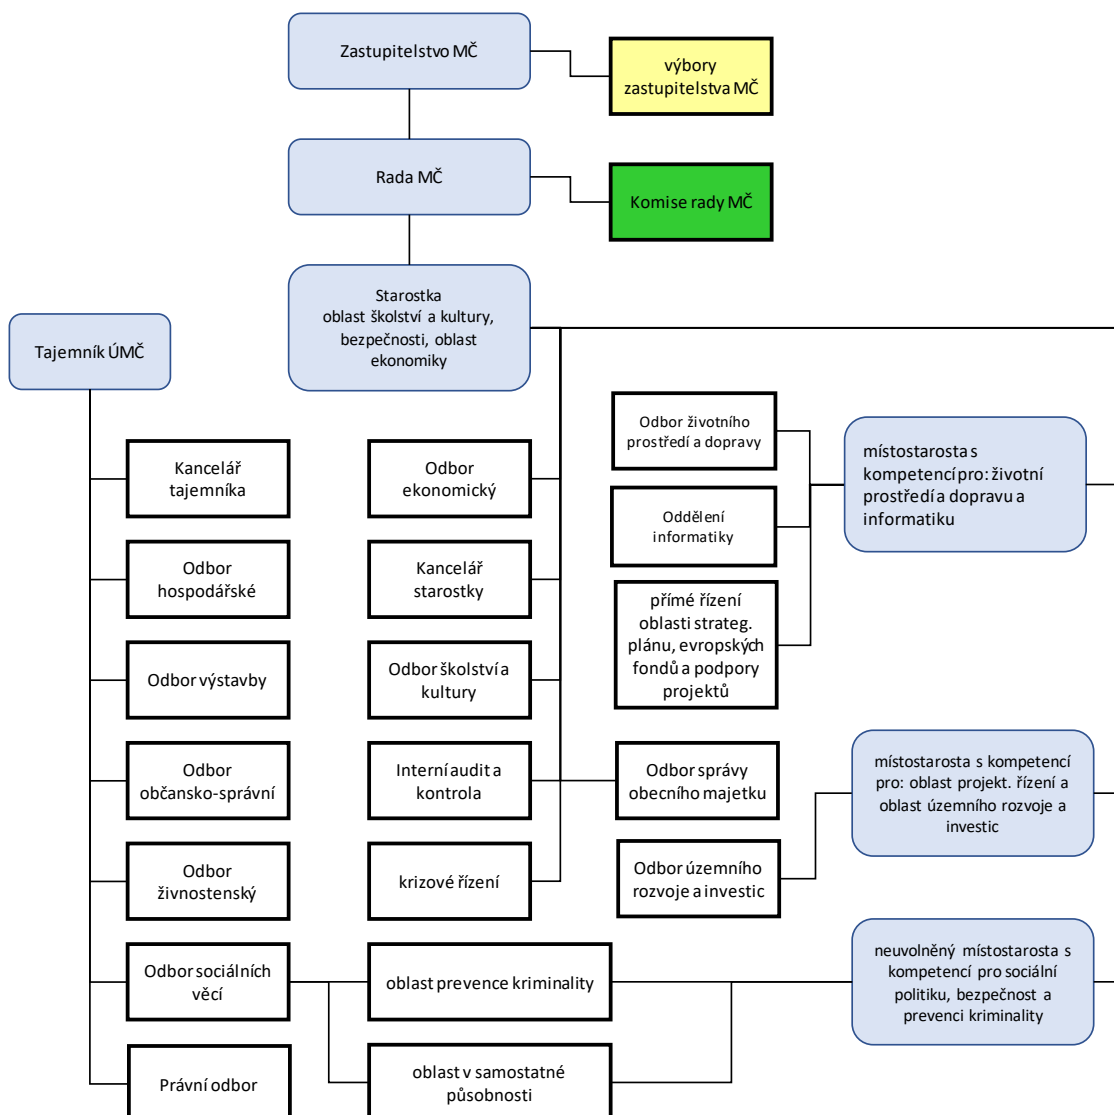 Zastupitelstvo MČ
výbory
zastupitelstva MČ
Rada MČ
Komise rady MČ
Starostka
oblast školství a kultury,
bezpečnosti, oblast
ekonomiky
Tajemník ÚMČ
Kancelář
tajemníka
Odbor
hospodářské
Odbor výstavby
Odbor
občansko-správní
Odbor
živnostenský
Odbor sociálních
věcí
Právní odbor
Odbor
ekonomický
Kancelář
starostky
Odbor školství a
kultury
Interní audit a
kontrola
krizové řízení
oblast prevence kriminality
oblast v samostatné
působnosti
Odbor životního
prostředí a dopravy
Oddělení
informatiky
přímé řízení
oblasti strateg.
plánu, evropských
fondů a podpory
projektů
Odbor správy
obecního majetku
Odbor územního
rozvoje a investic
místostarosta s
kompetencí pro: životní
prostředí a dopravu a
informatiku
místostarosta s kompetencí
pro: oblast projekt. řízení a
oblast územního rozvoje a
investic
neuvolněný místostarosta s
kompetencí pro sociální
politiku, bezpečnost a
prevenci kriminality